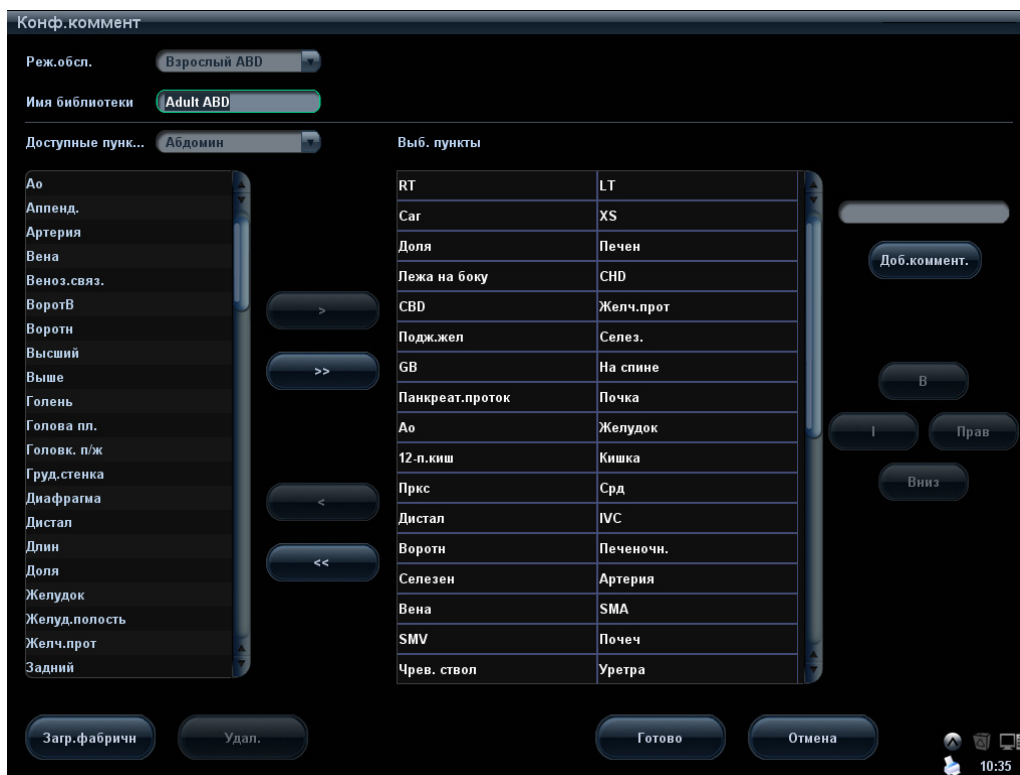 Конф.коммент
Реж.обсл. Взрослый ABD
Имя библиотеки Adult ABD
Доступные пунк... Абдомин
Выб. пункты
Ао
Аппенд.
Артерия
Вена
Веноз.связ.
ВоротВ
Воротн
Высший
Выше
Голень
Голова пл.
Головк. п/ж
Груд.стенка
Диафрагма
Дистал
Длин
Доля
Желудок
Желуд.полость
Желч.прот
Задний
>
>>
<
<<
RT LT
Car XS
Доля Печен
Лежа на боку CHD
CBD Желч.прот
Подж.жел Селез.
GB На спине
Панкреат.проток Почка
Ао Желудок
12-п.киш Кишка
Пркс Срд
Дистал IVC
Воротн Печеночн.
Селезен Артерия
Вена SMA
SMV Почеч
Чрев. ствол Уретра
Доб.коммент.
В
l Прав
Вниз
Загр.фабричн Удал. Готово Отмена
10:35